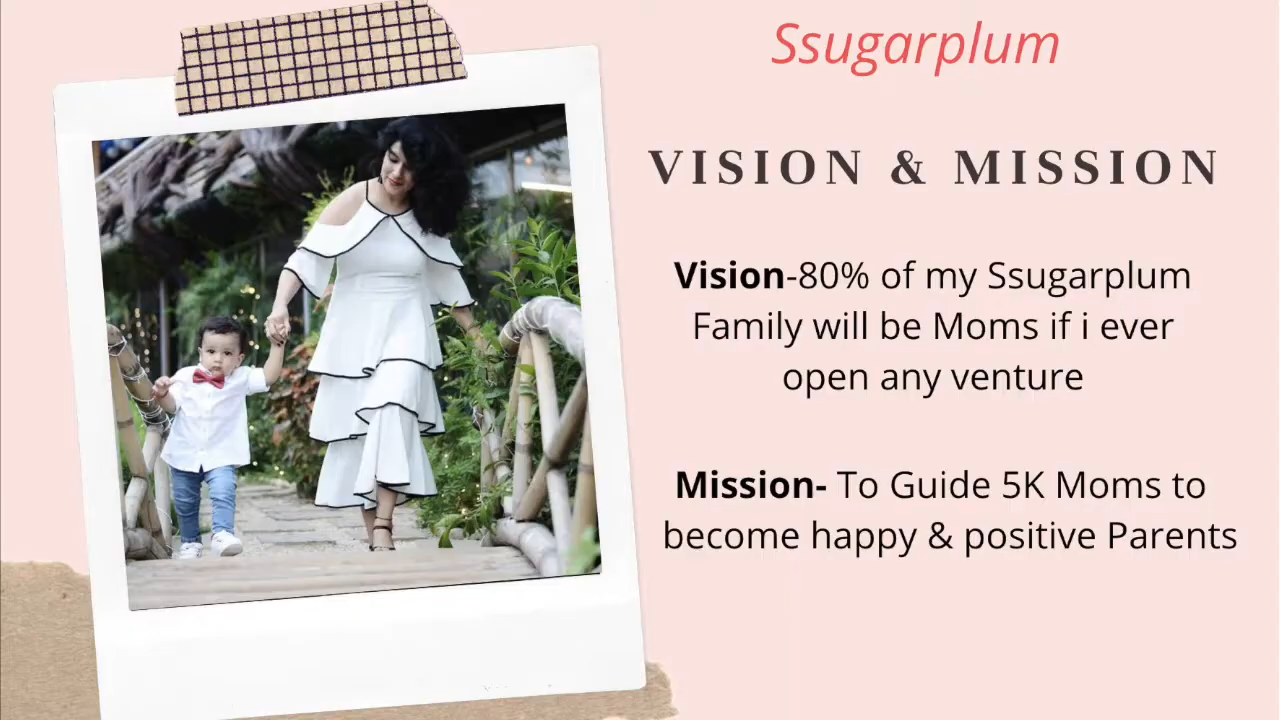 Ssugarplum
VISION & MISSION
Vision-80% of my Ssugarplum
Family will be Moms if i ever
open any venture
Mission- To Guide 5K Moms to
become happy & positive Parents